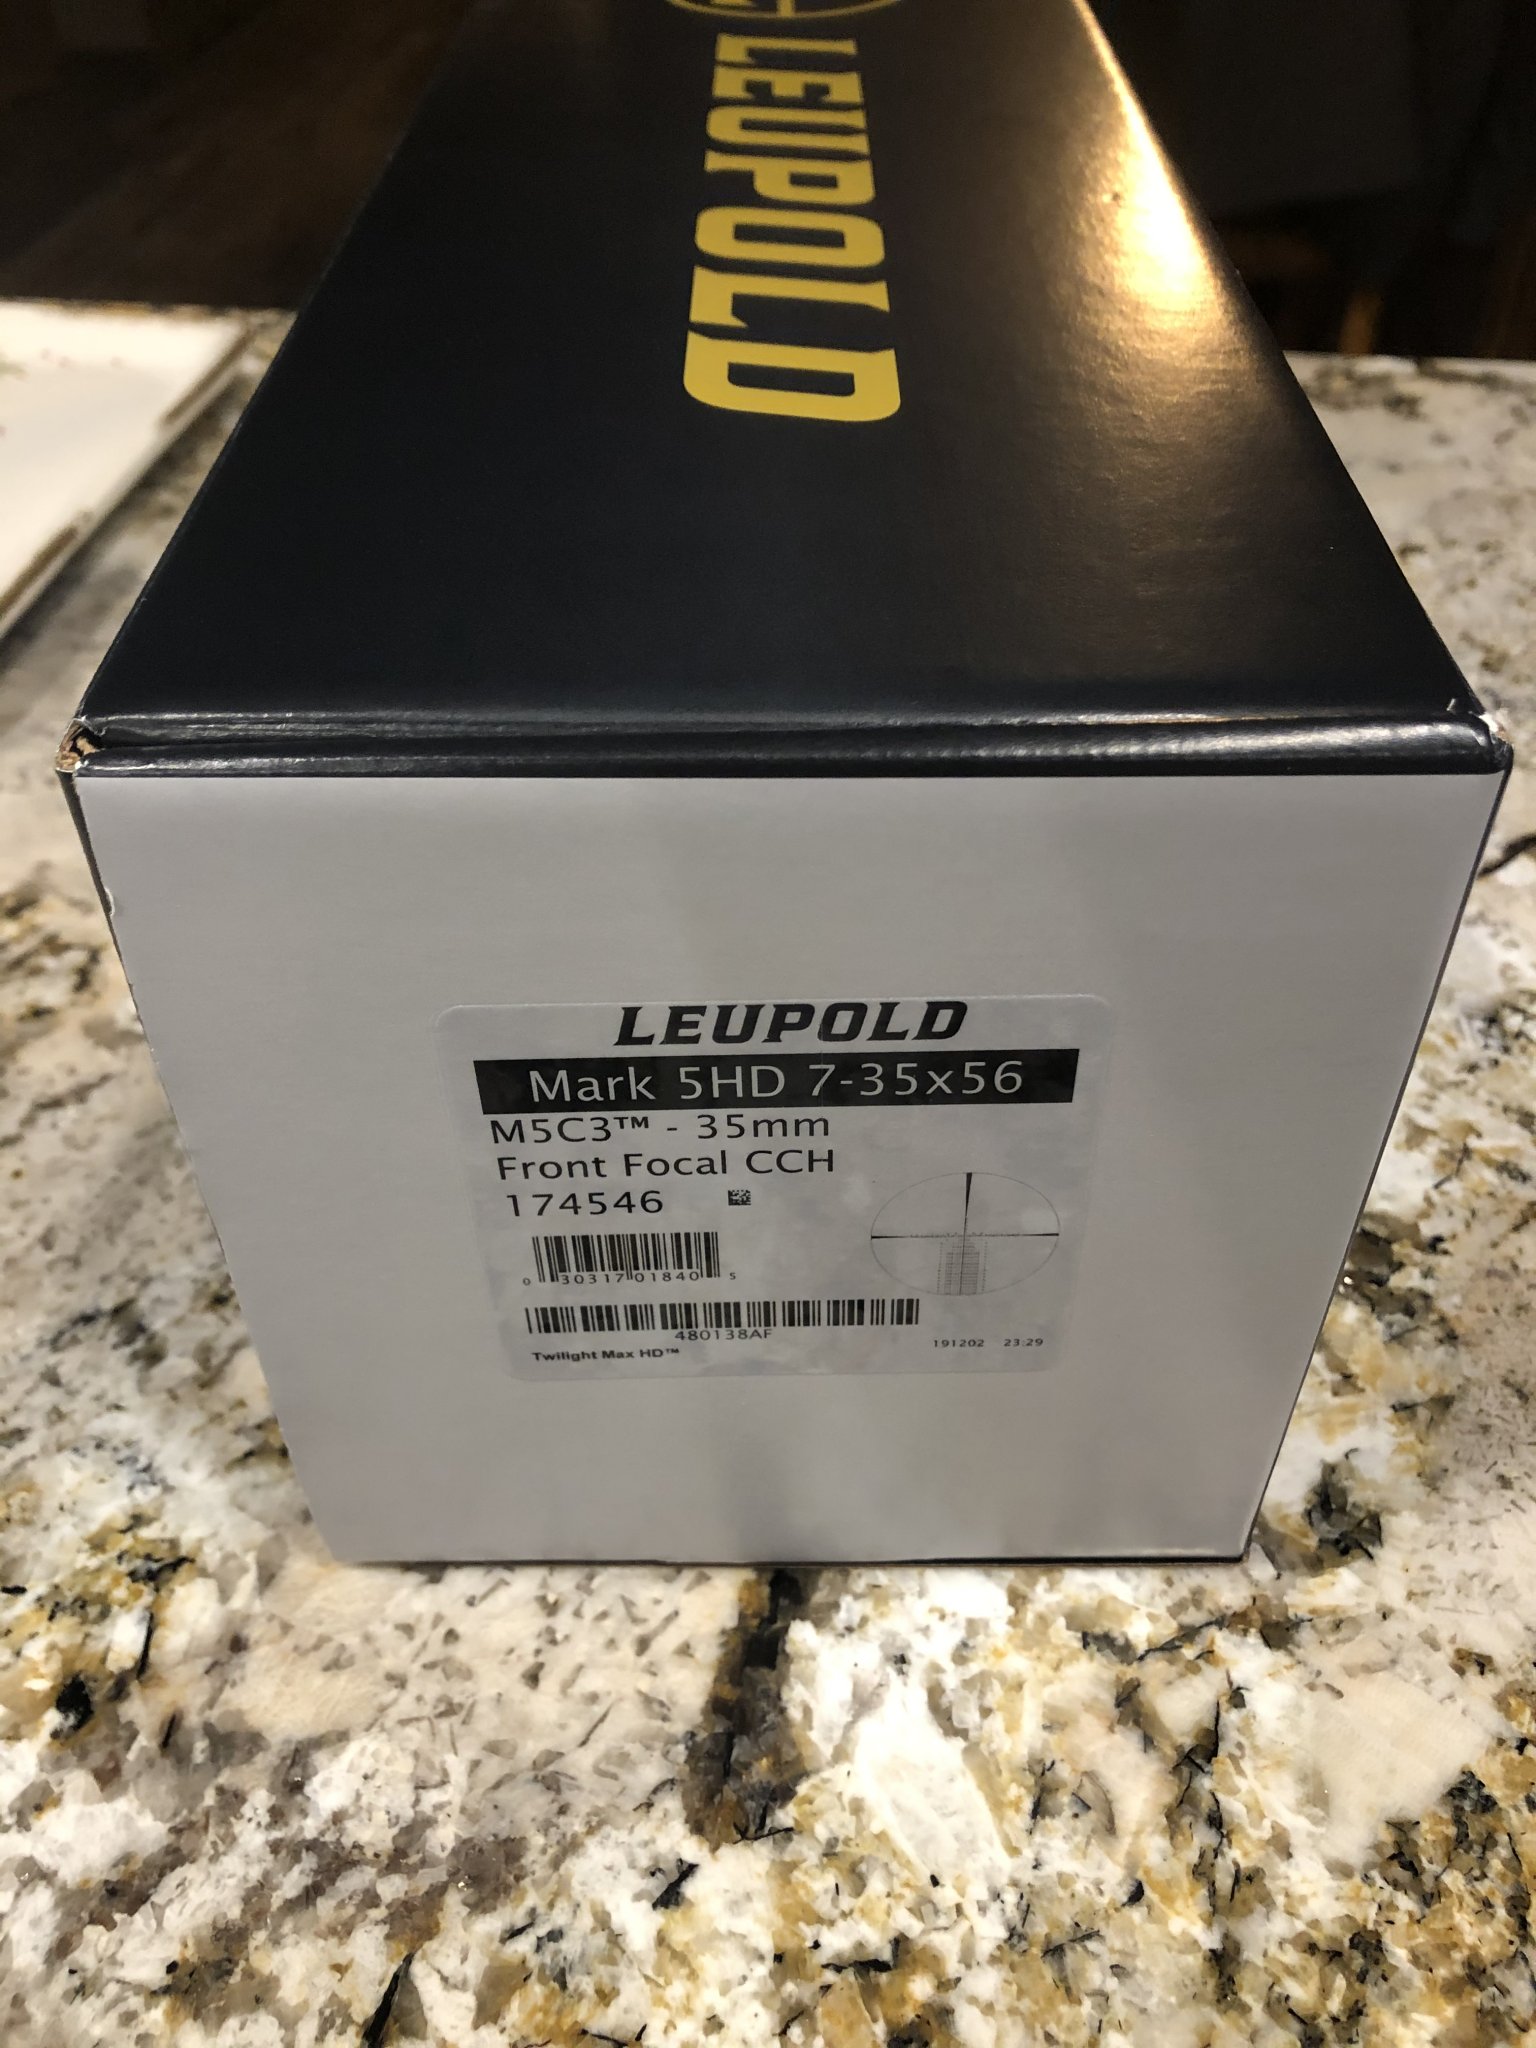 LEUPOLD
LEUPOLD
Mark 5HD 7-35x56
M5C3™ - 35mm
Front Focal CCH
174546
0 30317 01840 5
480138AF
Twilight Max HD™
191202 23:29